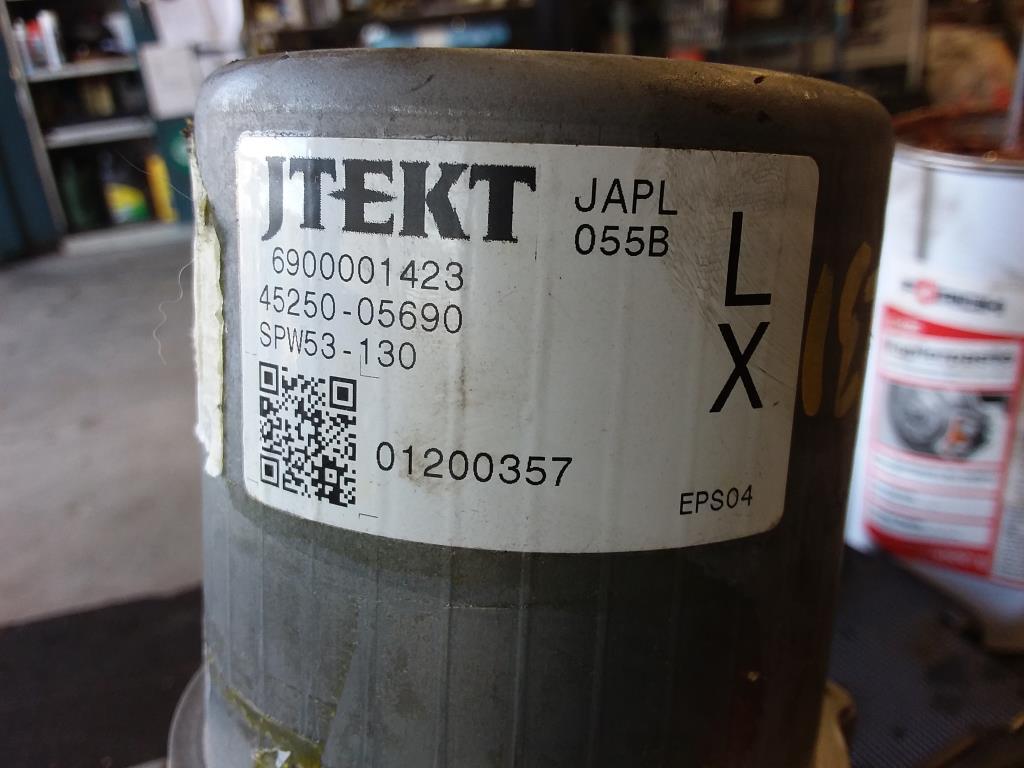 JTEKT
JAPL
055B
L
X
6900001423
45250-05690
SPW53-130
01200357
EPS04